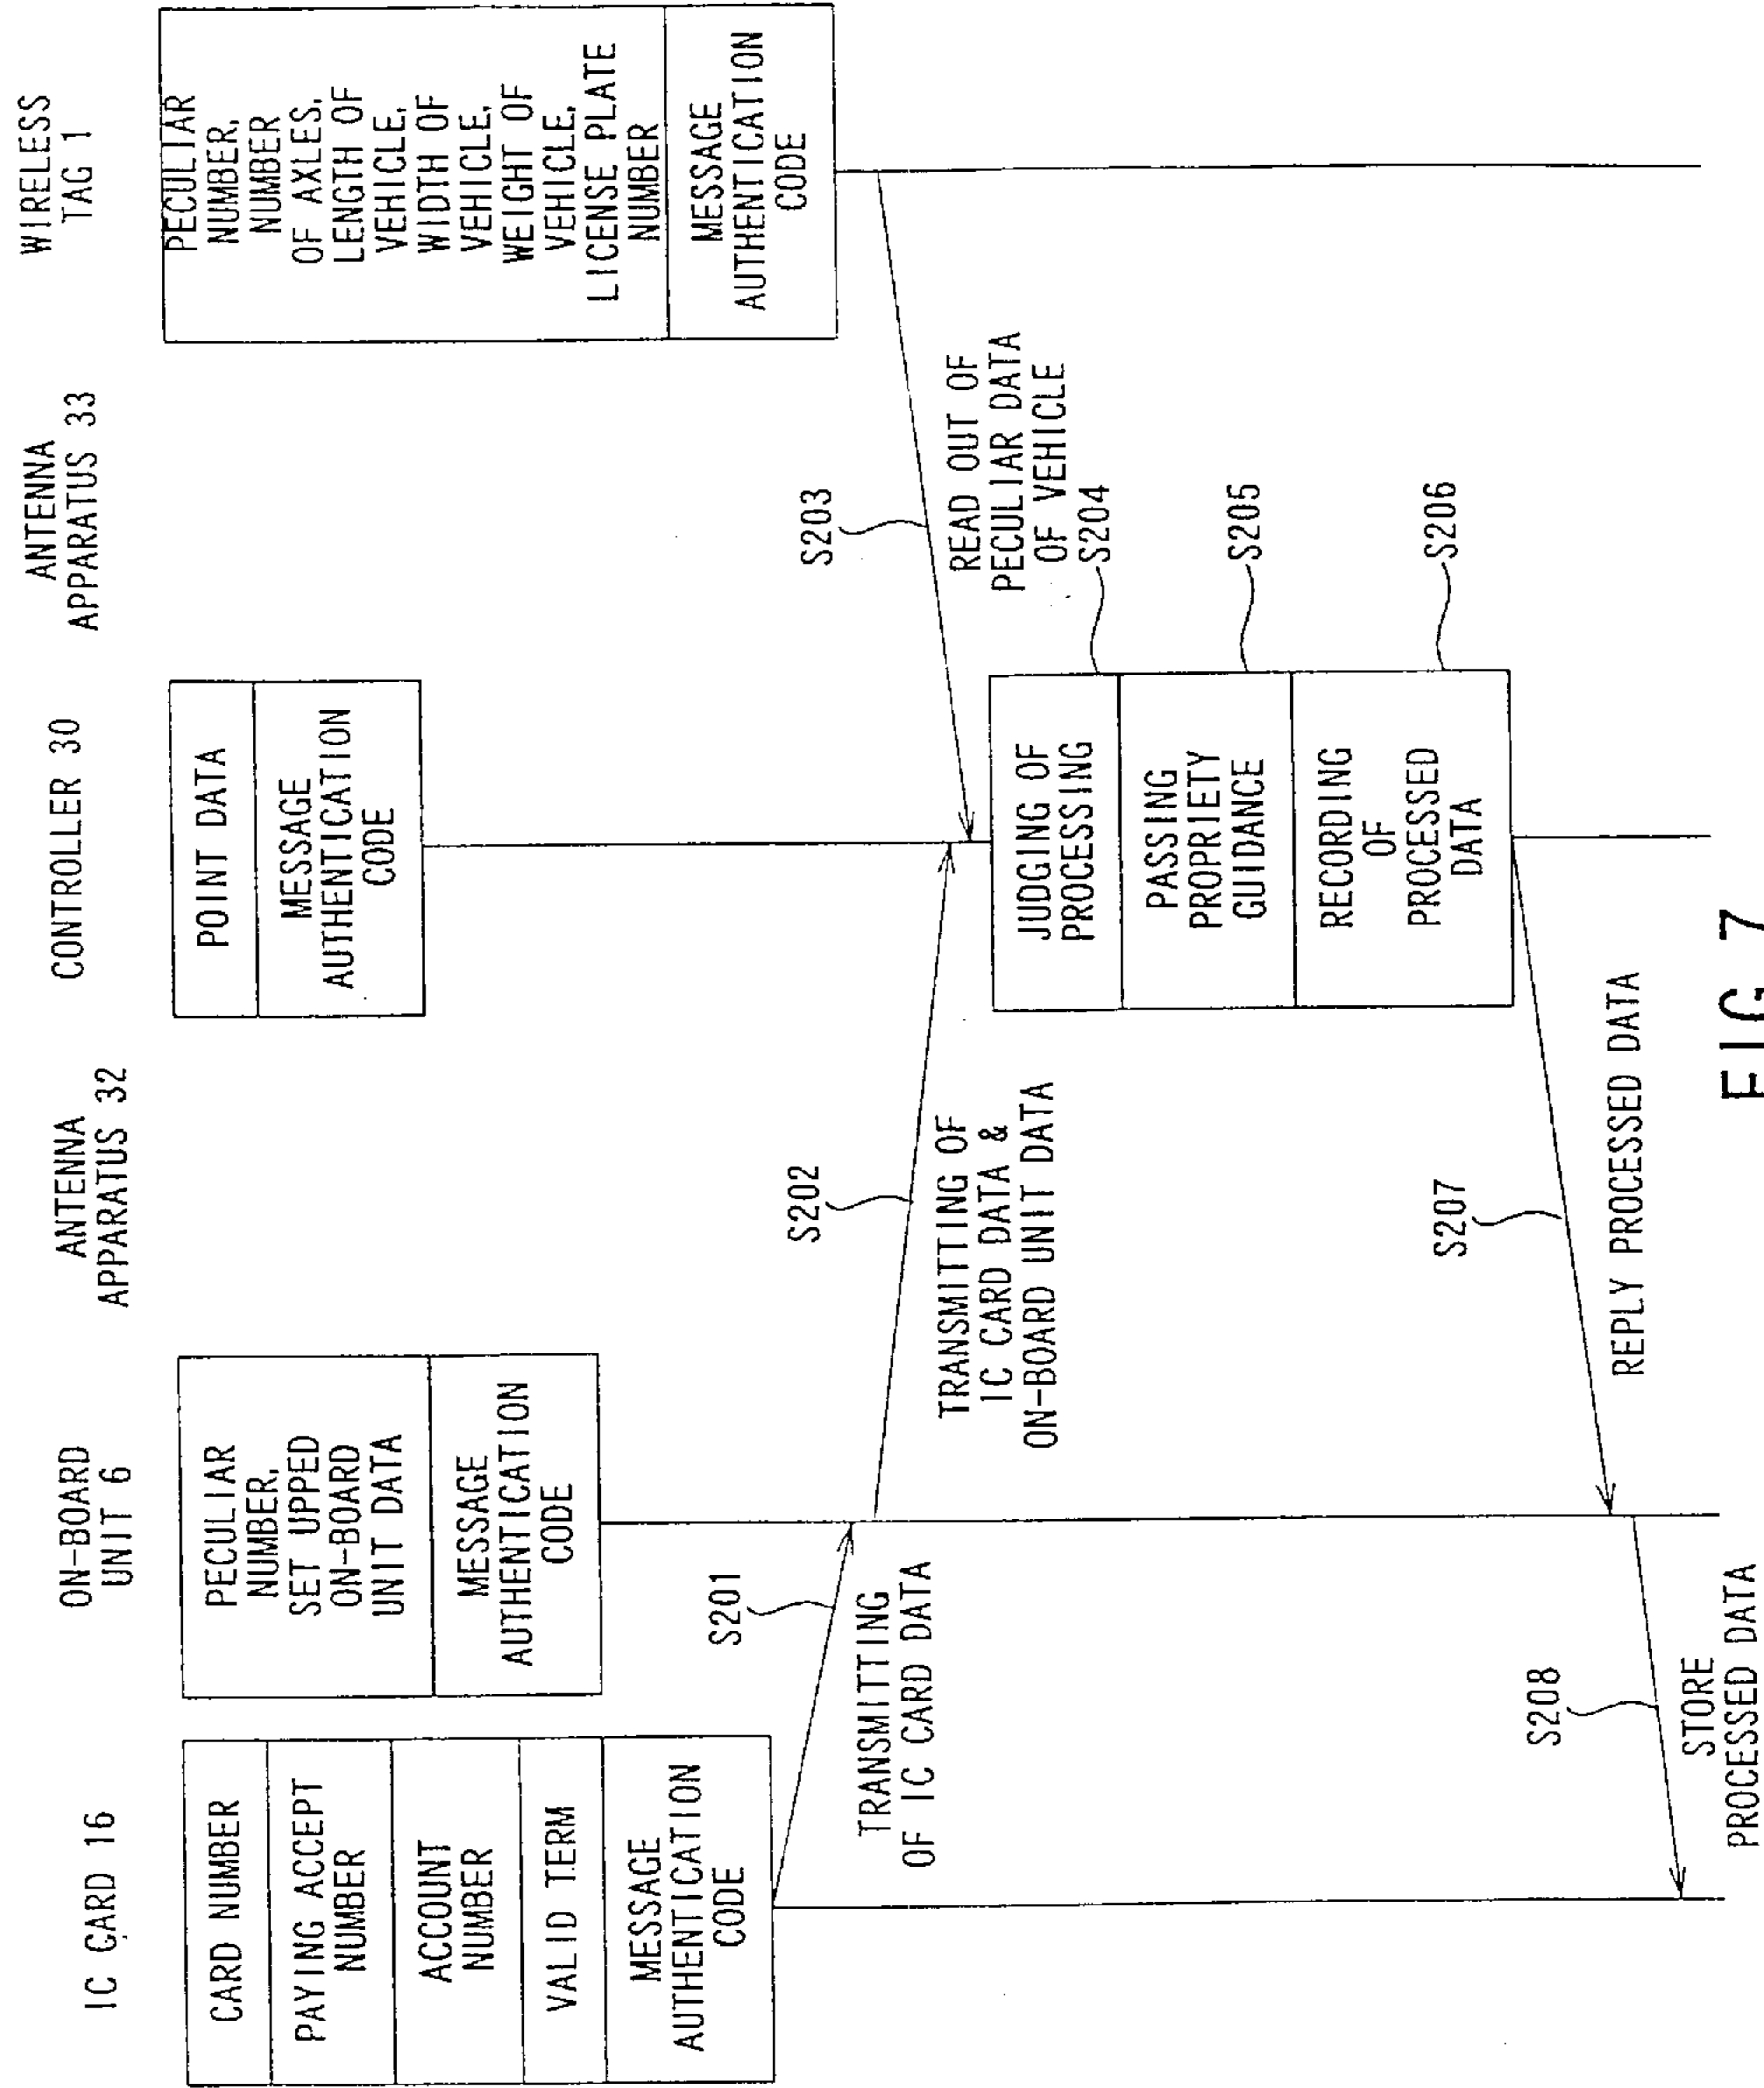 IC CARD 16
ON-BOARD
UNIT 6
ANTENNA
APPARATUS 32
CONTROLLER 30
ANTENNA
APPARATUS 33
WIRELESS
TAG 1
CARD NUMBER
PAYING ACCEPT
NUMBER
ACCOUNT
NUMBER
VALID TERM
MESSAGE
AUTHENTICATION
CODE
PECULIAR
NUMBER,
SET UPPED
ON-BOARD
UNIT DATA
MESSAGE
AUTHENTICATION
CODE
POINT DATA
MESSAGE
AUTHENTICATION
CODE
PECULIAR
NUMBER,
NUMBER
OF AXLES,
LENGTH OF
VEHICLE,
WIDTH OF
VEHICLE,
WEIGHT OF
VEHICLE,
LICENSE PLATE
NUMBER
MESSAGE
AUTHENTICATION
CODE
S201
TRANSMITTING
OF IC CARD DATA
S202
TRANSMITTING OF
IC CARD DATA &
ON-BOARD UNIT DATA
S203
READ OUT OF
PECULIAR DATA
OF VEHICLE
JUDGING OF
PROCESSING
S204
PASSING
PROPRIETY
GUIDANCE
S205
RECORDING
OF
PROCESSED
DATA
S206
S207
REPLY PROCESSED DATA
S208
STORE
PROCESSED DATA
FIG 7